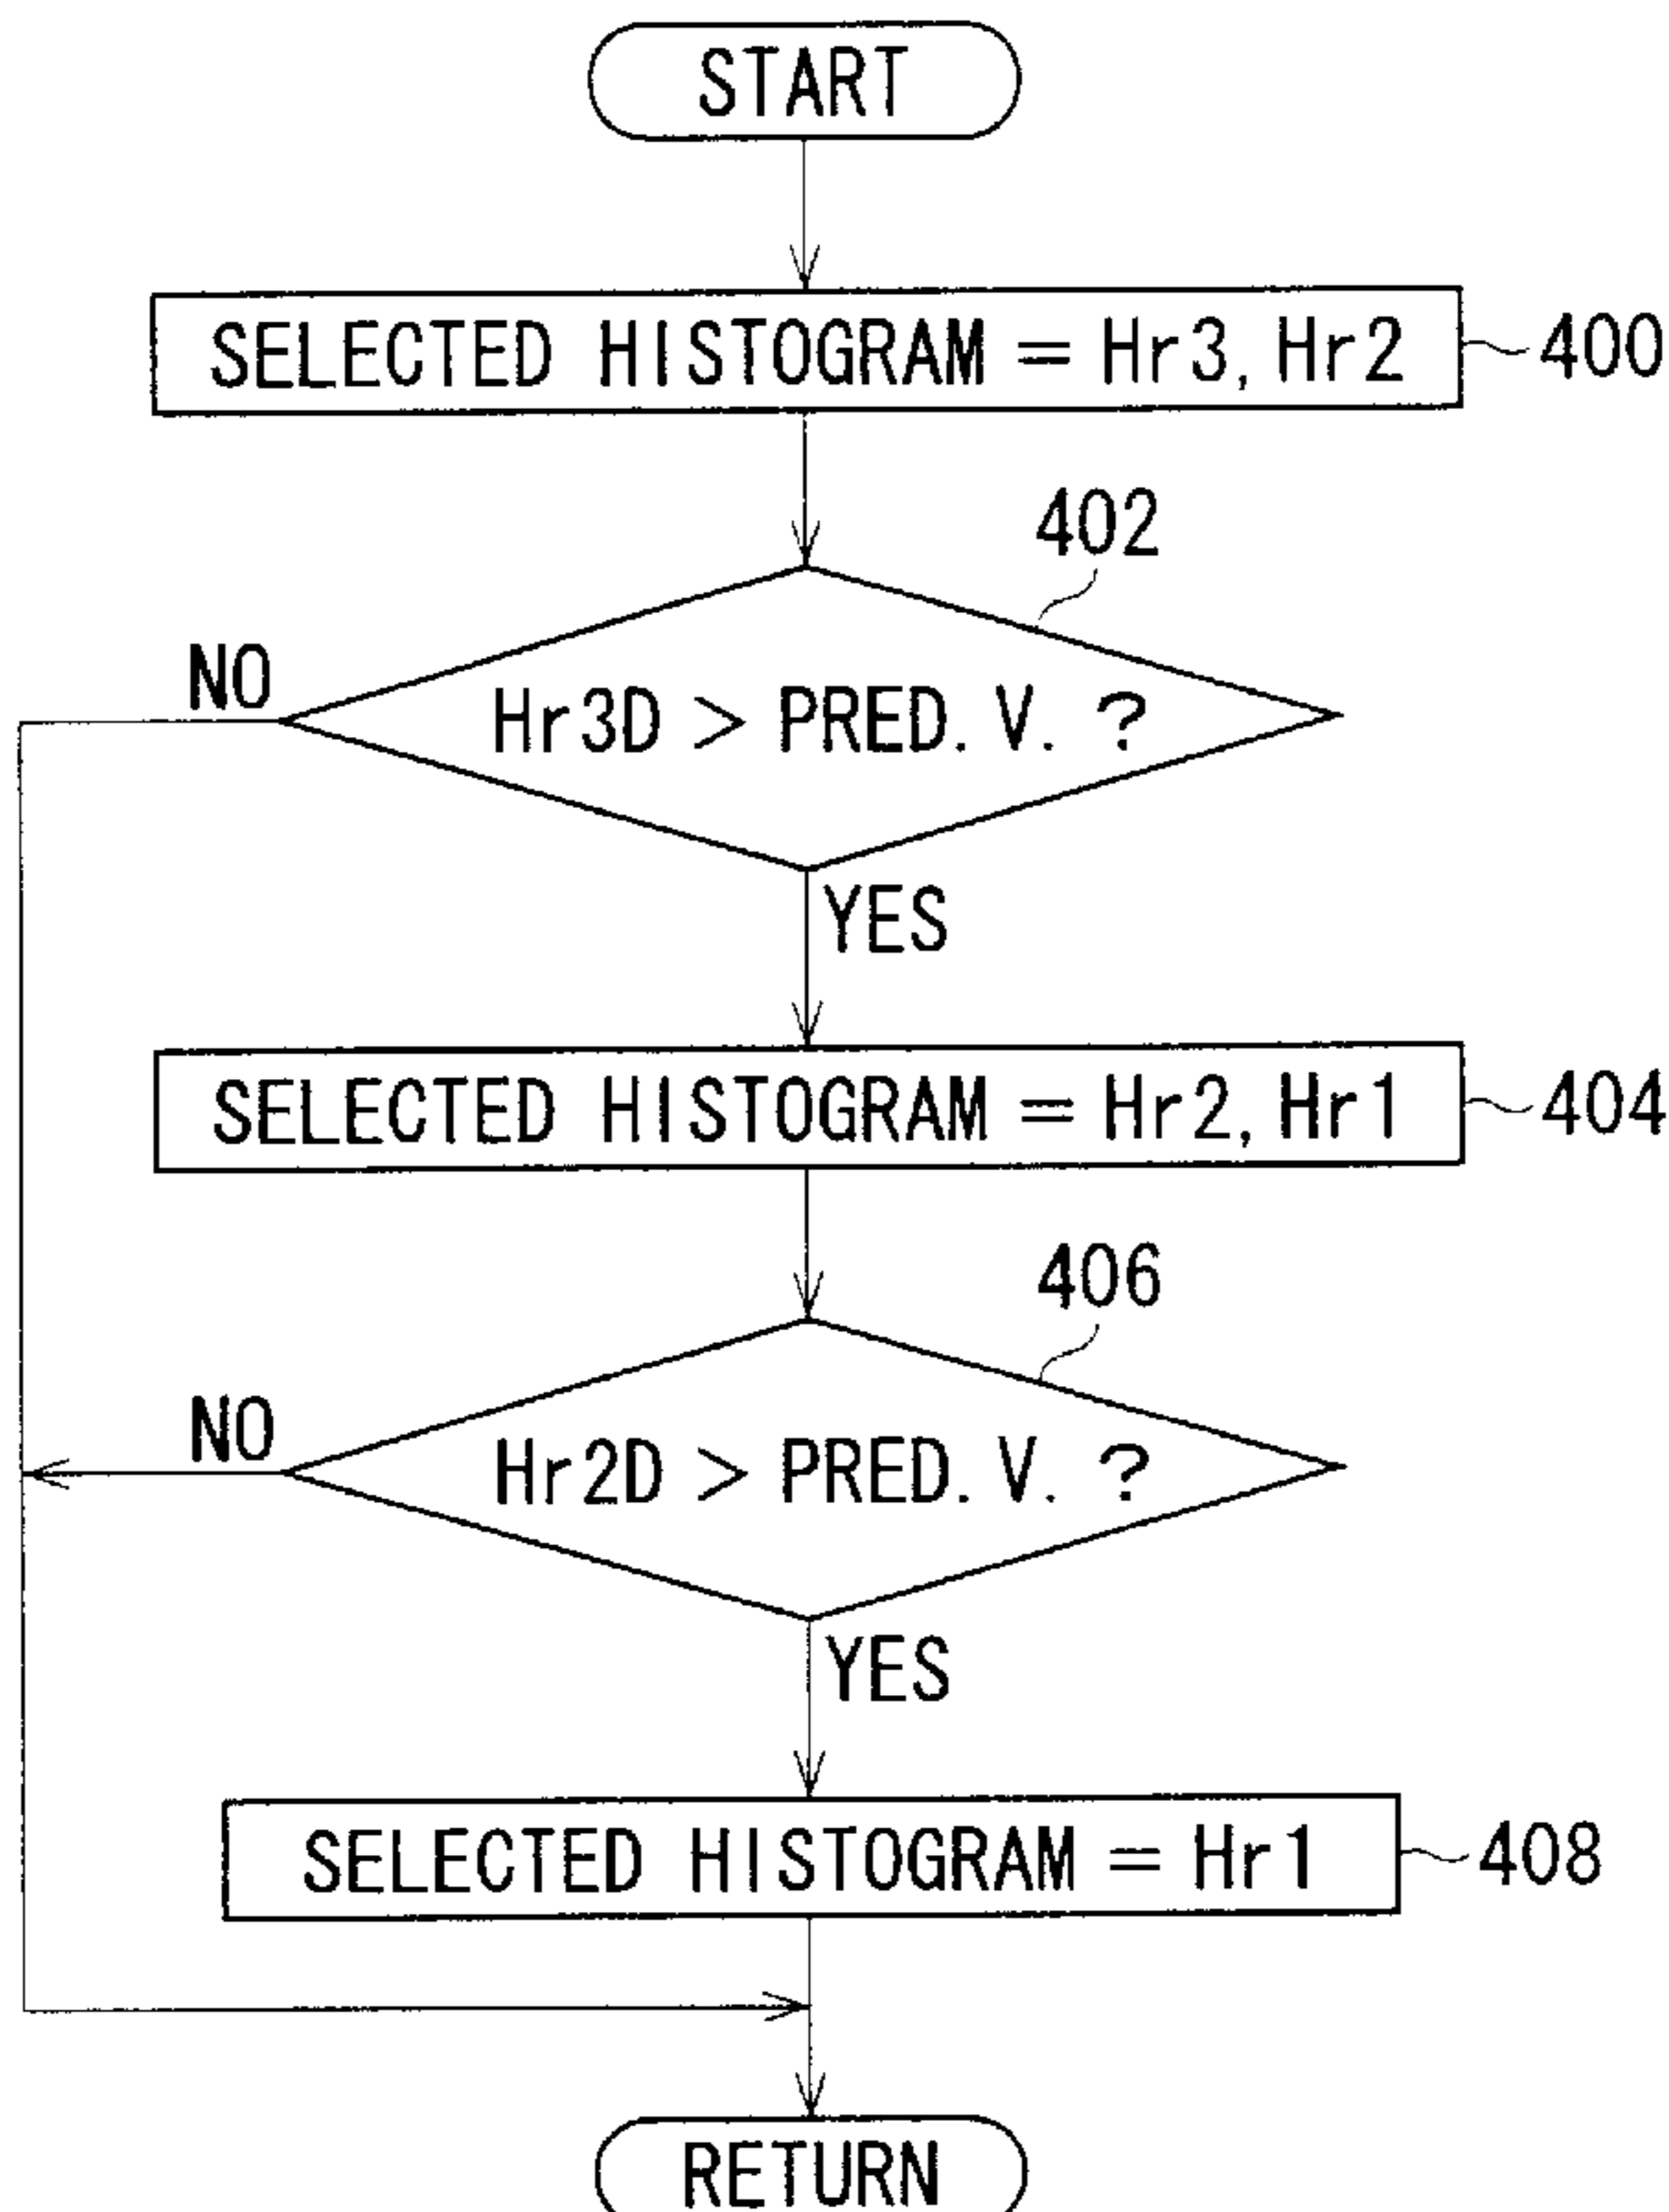 START
SELECTED HISTOGRAM = Hr3, Hr2
400
402
NO
Hr3D > PRED. V. ?
YES
SELECTED HISTOGRAM = Hr2, Hr1
404
406
NO
Hr2D > PRED. V. ?
YES
SELECTED HISTOGRAM = Hr1
408
RETURN